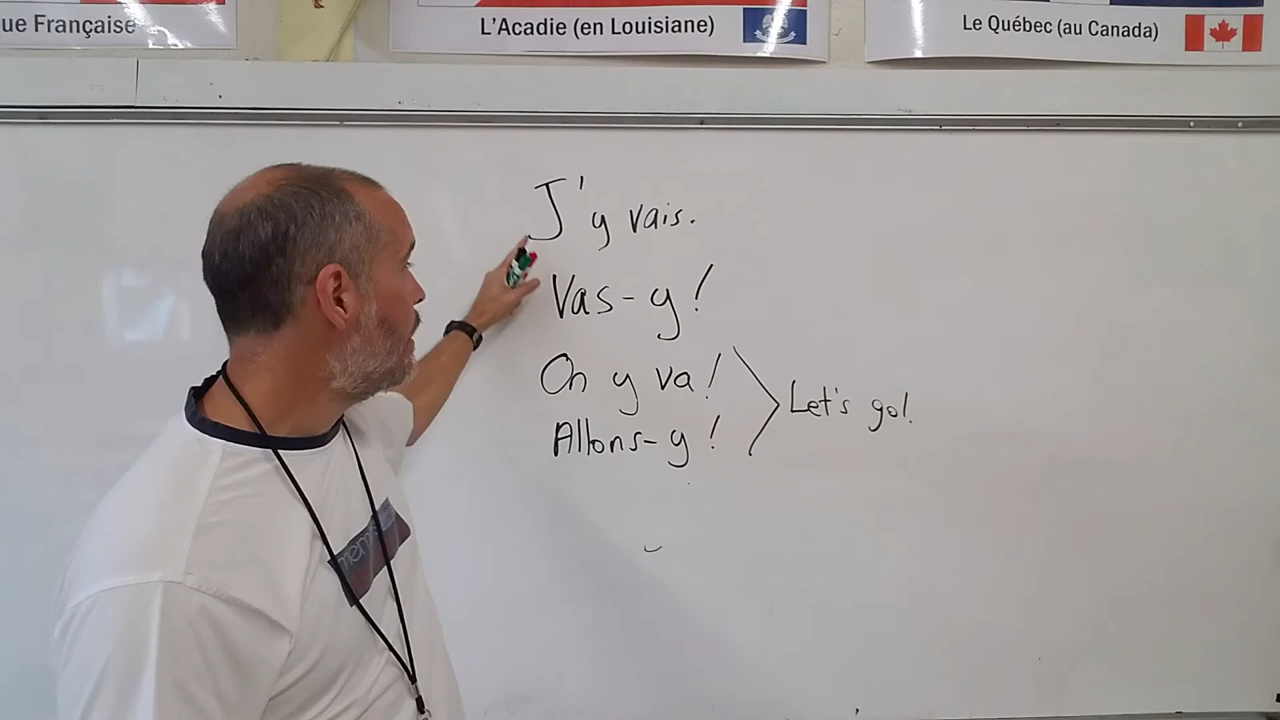 ue Française
L'Acadie (en Louisiane)
Le Québec (au Canada)
J'y vais.
Vas-y!
On y va!
Allons-y!
Let's go!